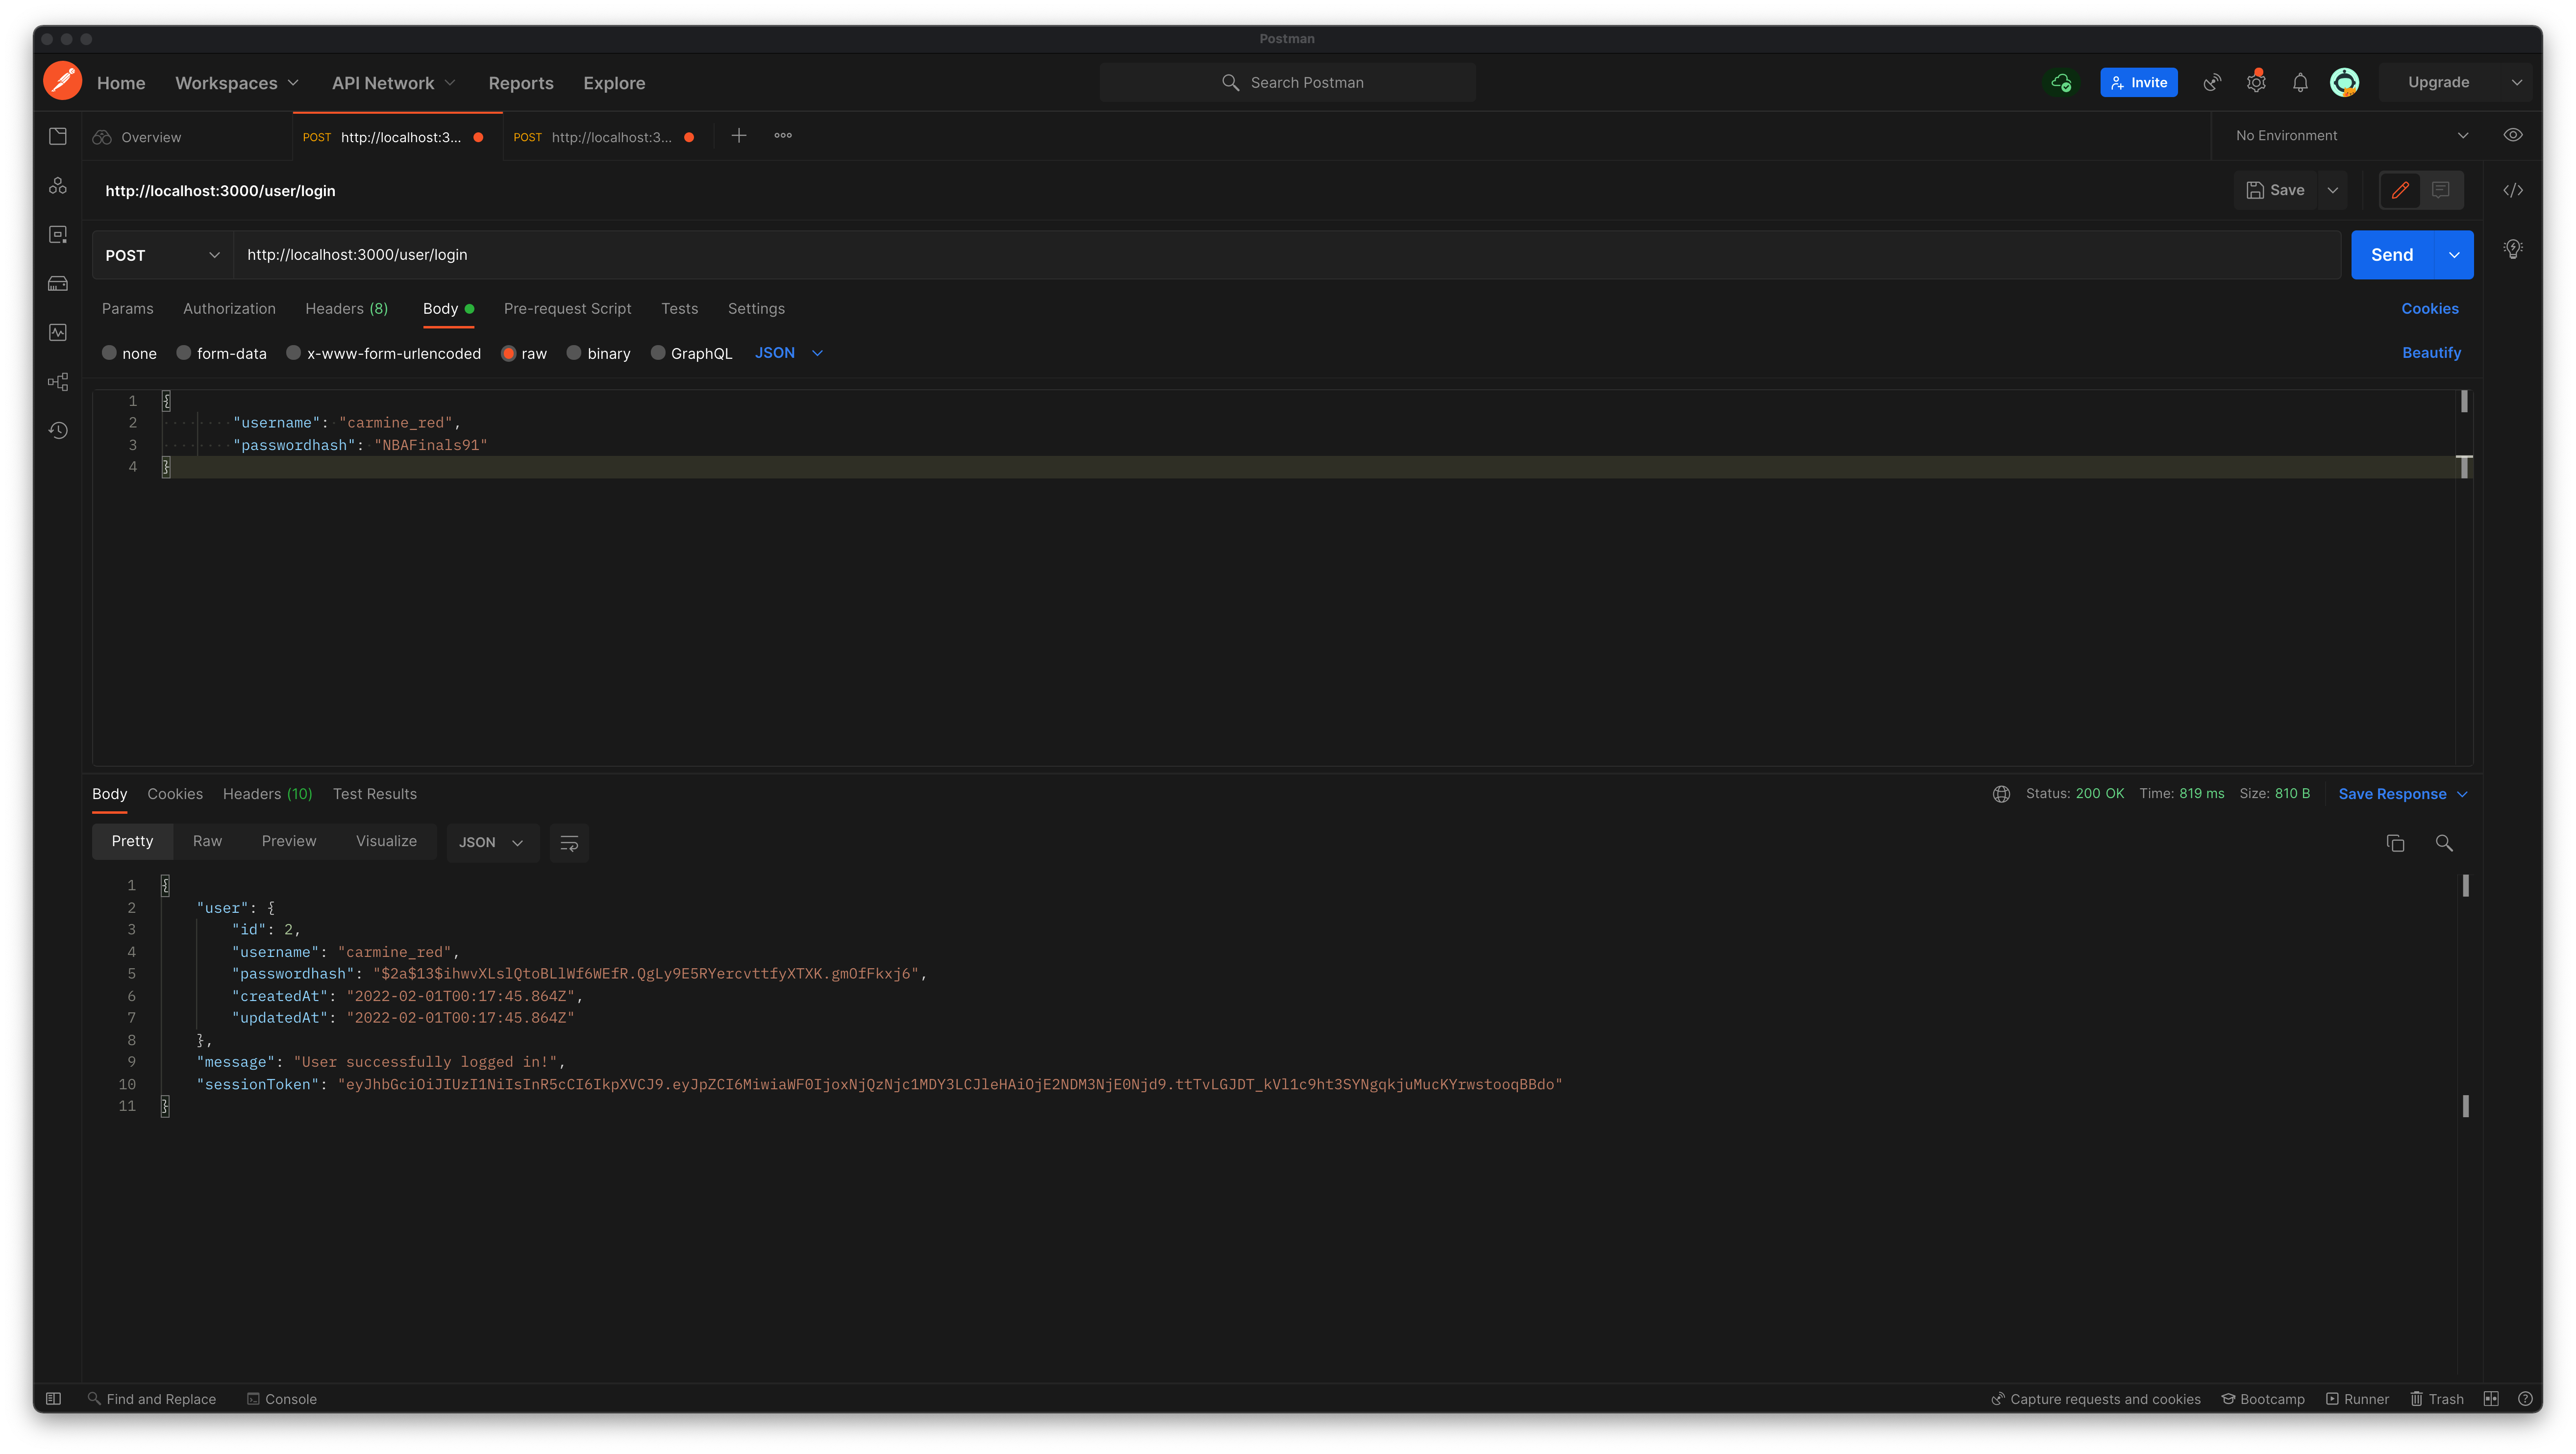 Postman
Home Workspaces API Network Reports Explore Search Postman Invite Upgrade
Overview POST http://localhost:3... POST http://localhost:3... No Environment
http://localhost:3000/user/login Save
POST http://localhost:3000/user/login Send
Params Authorization Headers (8) Body Pre-request Script Tests Settings Cookies
none form-data x-www-form-urlencoded raw binary GraphQL JSON Beautify
1 {
2 "username": "carmine_red",
3 "passwordhash": "NBAFinals91"
4 }
Body Cookies Headers (10) Test Results Status: 200 OK Time: 819 ms Size: 810 B Save Response
Pretty Raw Preview Visualize JSON
1 {
2 "user": {
3 "id": 2,
4 "username": "carmine_red",
5 "passwordhash": "$2a$13$ihwvXLslQtoBLlWf6WEfR.QgLy9E5RYercvttfyXTXK.gmOfFkxj6",
6 "createdAt": "2022-02-01T00:17:45.864Z",
7 "updatedAt": "2022-02-01T00:17:45.864Z"
8 },
9 "message": "User successfully logged in!",
10 "sessionToken": "eyJhbGciOiJIUzI1NiIsInR5cCI6IkpXVCJ9.eyJpZCI6MiwiaWF0IjoxNjQzNjc1MDY3LCJleHAiOjE2NDM3NjE0Njd9.ttTvLGJDT_kVl1c9ht3SYNgqkjuMucKYrwstooqBBdo"
11 }
Find and Replace Console Capture requests and cookies Bootcamp Runner Trash